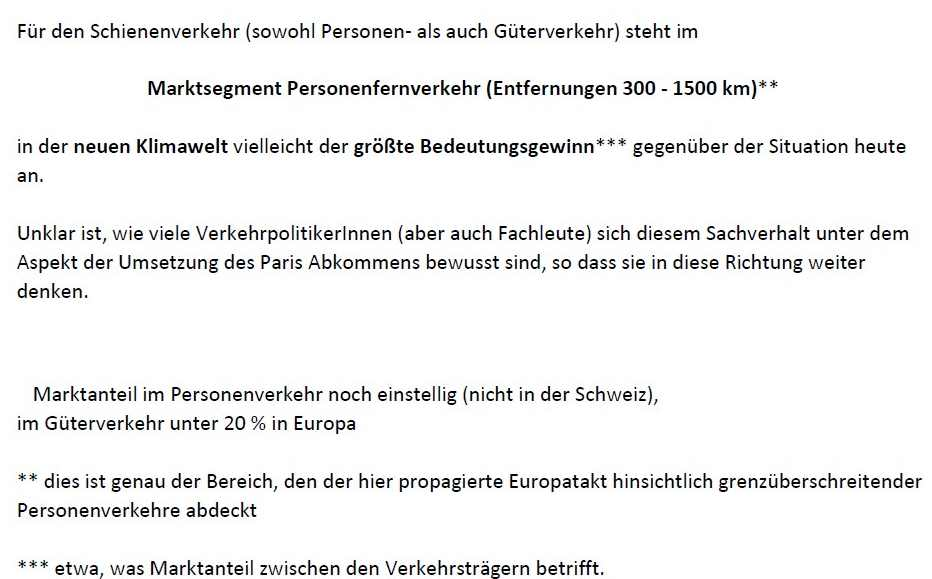 Für den Schienenverkehr (sowohl Personen- als auch Güterverkehr) steht im
Marktsegment Personenfernverkehr (Entfernungen 300 - 1500 km)**
in der neuen Klimawelt vielleicht der größte Bedeutungsgewinn*** gegenüber der Situation heute
an.
Unklar ist, wie viele VerkehrpolitikerInnen (aber auch Fachleute) sich diesem Sachverhalt unter dem
Aspekt der Umsetzung des Paris Abkommens bewusst sind, so dass sie in diese Richtung weiter
denken.
Marktanteil im Personenverkehr noch einstellig (nicht in der Schweiz),
im Güterverkehr unter 20 % in Europa
** dies ist genau der Bereich, den der hier propagierte Europatakt hinsichtlich grenzüberschreitender
Personenverkehre abdeckt
*** etwa, was Marktanteil zwischen den Verkehrsträgern betrifft.